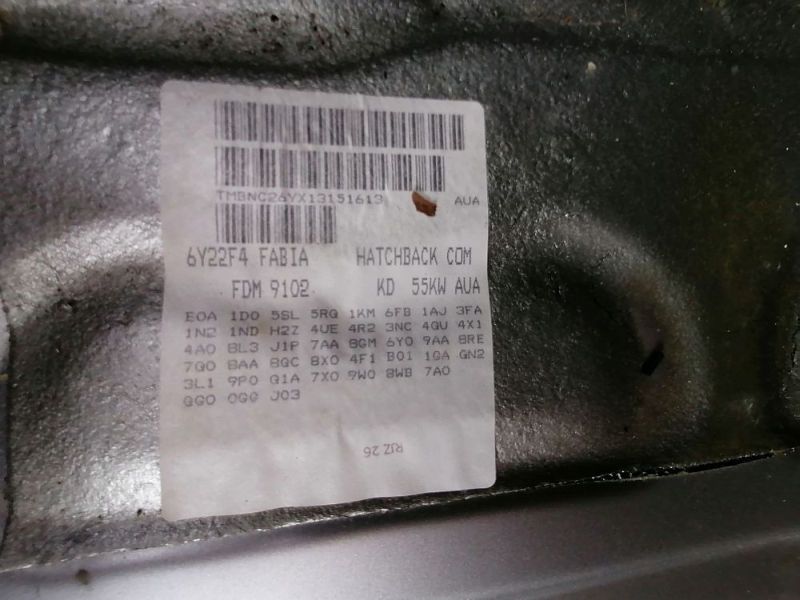 TMBNC26YX13151613 AUA
6Y22F4 FABIA HATCHBACK COM
FDM 9102 KD 55KW AUA
E0A 1D0 5SL 5RQ 1KM 6FB 1AJ 3FA
1N2 1ND H2Z 4UE 4R2 3NC 4GU 4X1
4A0 8L3 J1P 7AA 8GM 6Y0 9AA 8RE
7Q0 8AA 8GC 8X0 4F1 B01 1GA GN2
3L1 9P0 G1A 7X0 9W0 8WB 7A0
QG0 0GG J03
RJZ 26